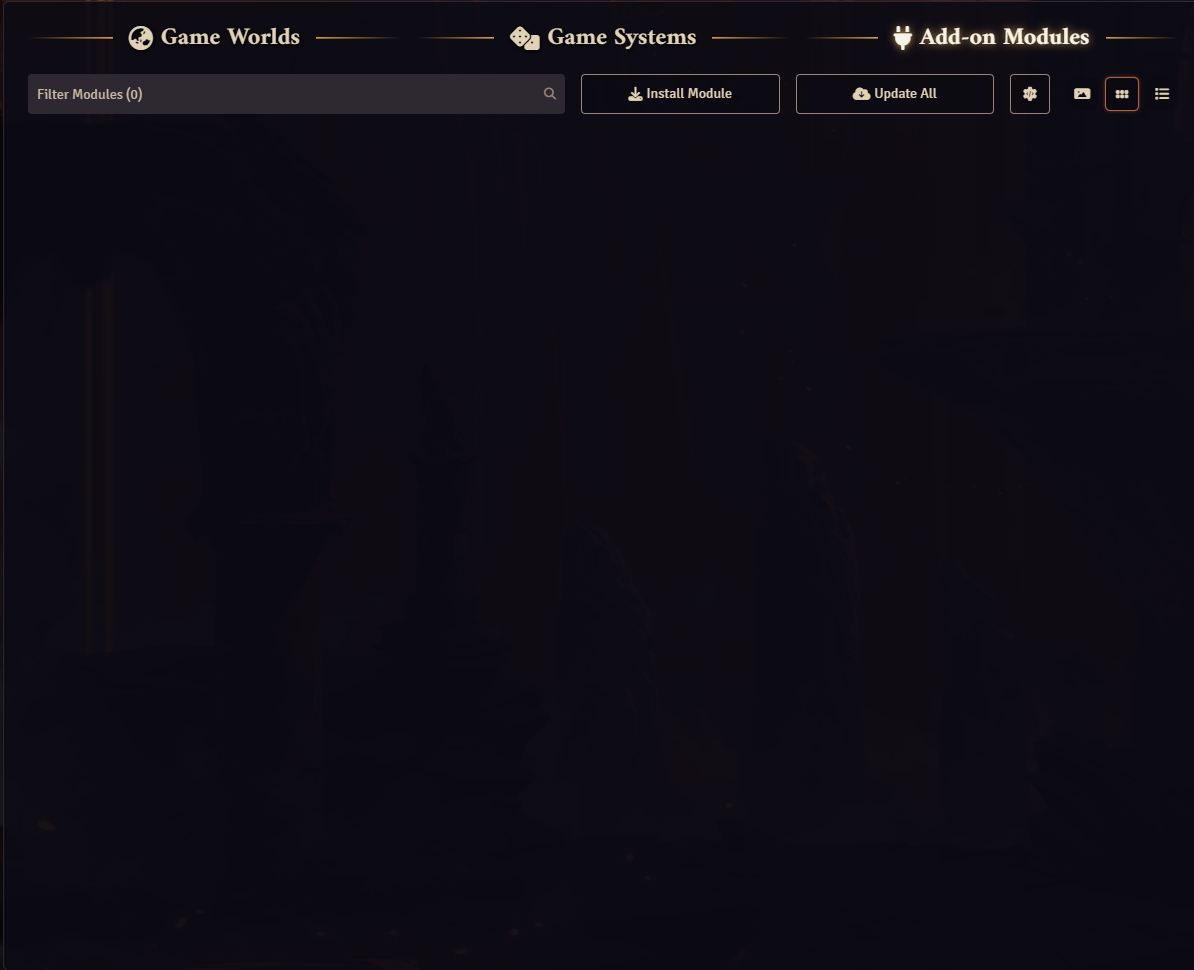 Game Worlds
Game Systems
Add-on Modules
Filter Modules (0)
Install Module
Update All